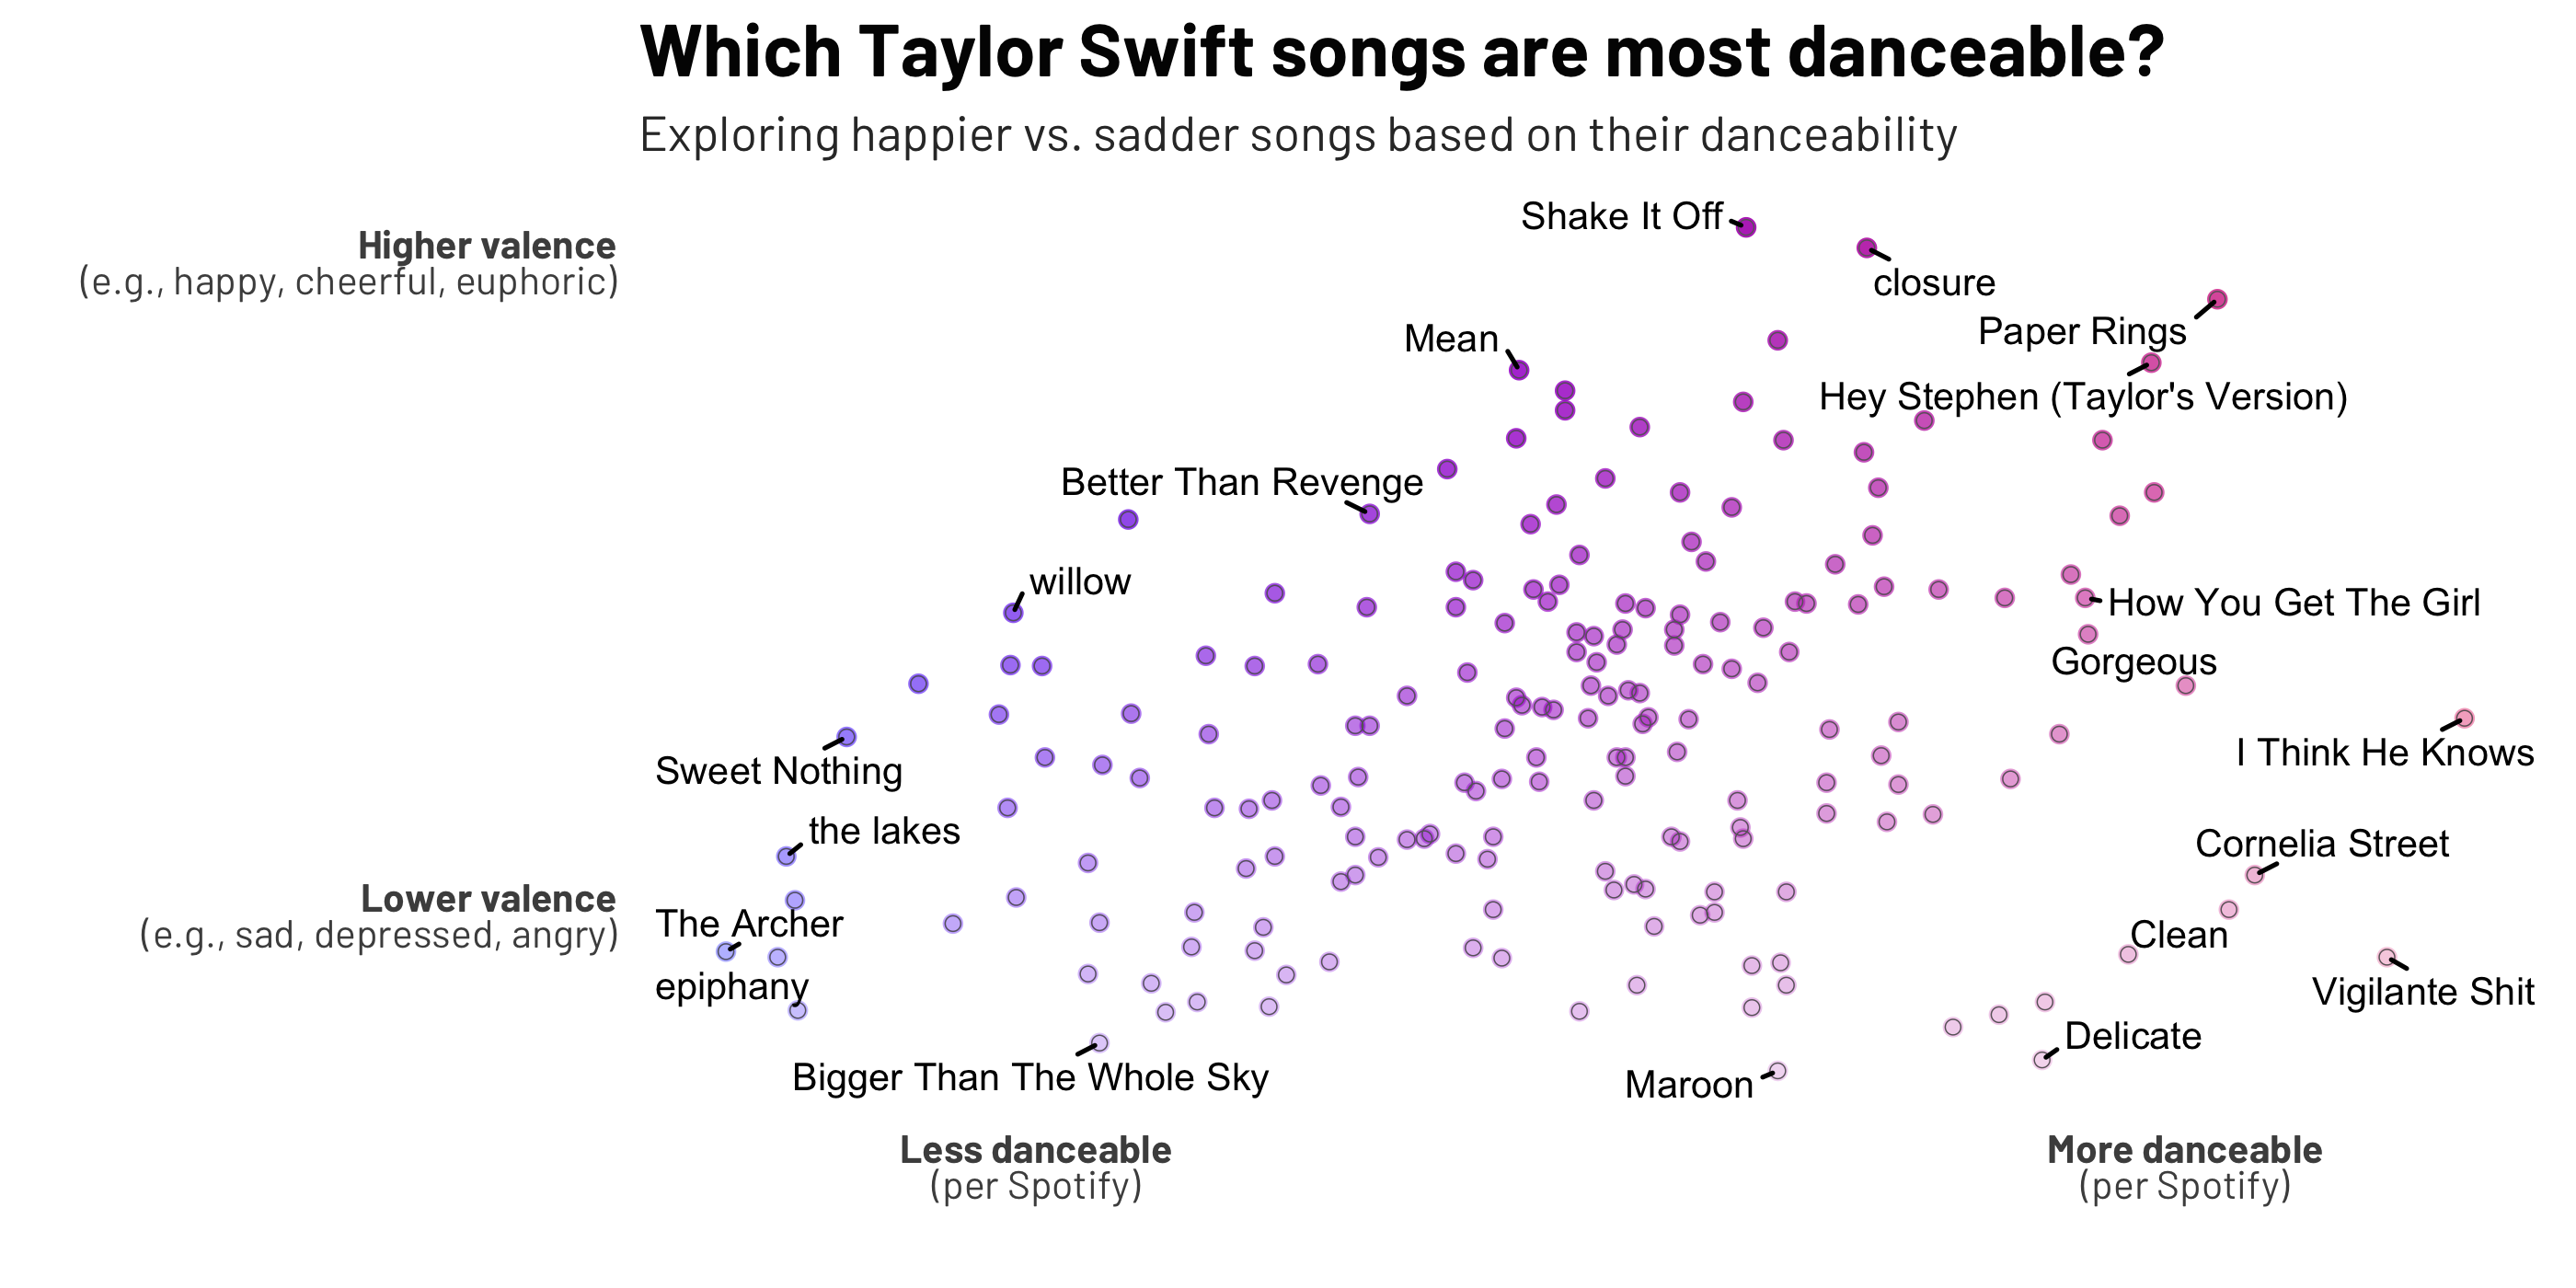 Which Taylor Swift songs are most danceable?
Exploring happier vs. sadder songs based on their danceability
Shake It Off
Higher valence
(e.g., happy, cheerful, euphoric)
closure
Paper Rings
Mean
Hey Stephen (Taylor's Version)
Better Than Revenge
willow
How You Get The Girl
Gorgeous
I Think He Knows
Sweet Nothing
the lakes
Cornelia Street
Lower valence
(e.g., sad, depressed, angry)
The Archer
Clean
epiphany
Vigilante Shit
Delicate
Bigger Than The Whole Sky
Maroon
Less danceable
(per Spotify)
More danceable
(per Spotify)